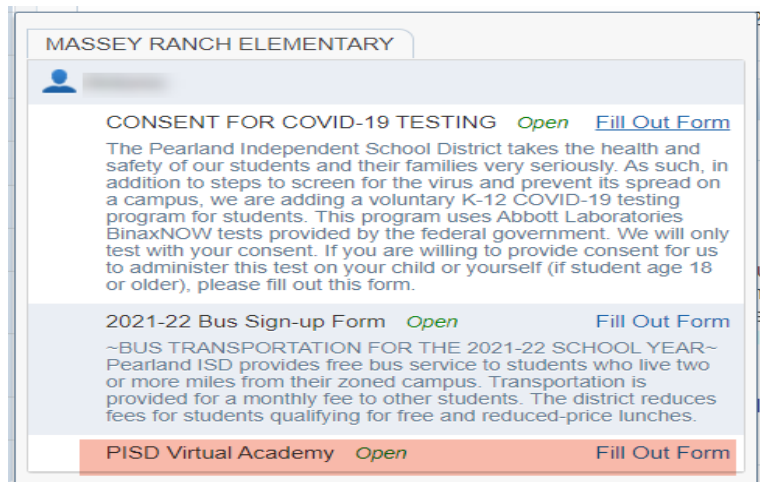 MASSEY RANCH ELEMENTARY
CONSENT FOR COVID-19 TESTING Open Fill Out Form
The Pearland Independent School District takes the health and
safety of our students and their families very seriously. As such, in
addition to steps to screen for the virus and prevent its spread on
a campus, we are adding a voluntary K-12 COVID-19 testing
program for students. This program uses Abbott Laboratories
BinaxNOW tests provided by the federal government. We will only
test with your consent. If you are willing to provide consent for us
to administer this test on your child or yourself (if student age 18
or older), please fill out this form.
2021-22 Bus Sign-up Form Open Fill Out Form
~BUS TRANSPORTATION FOR THE 2021-22 SCHOOL YEAR~
Pearland ISD provides free bus service to students who live two
or more miles from their zoned campus. Transportation is
provided for a monthly fee to other students. The district reduces
fees for students qualifying for free and reduced-price lunches.
PISD Virtual Academy Open Fill Out Form